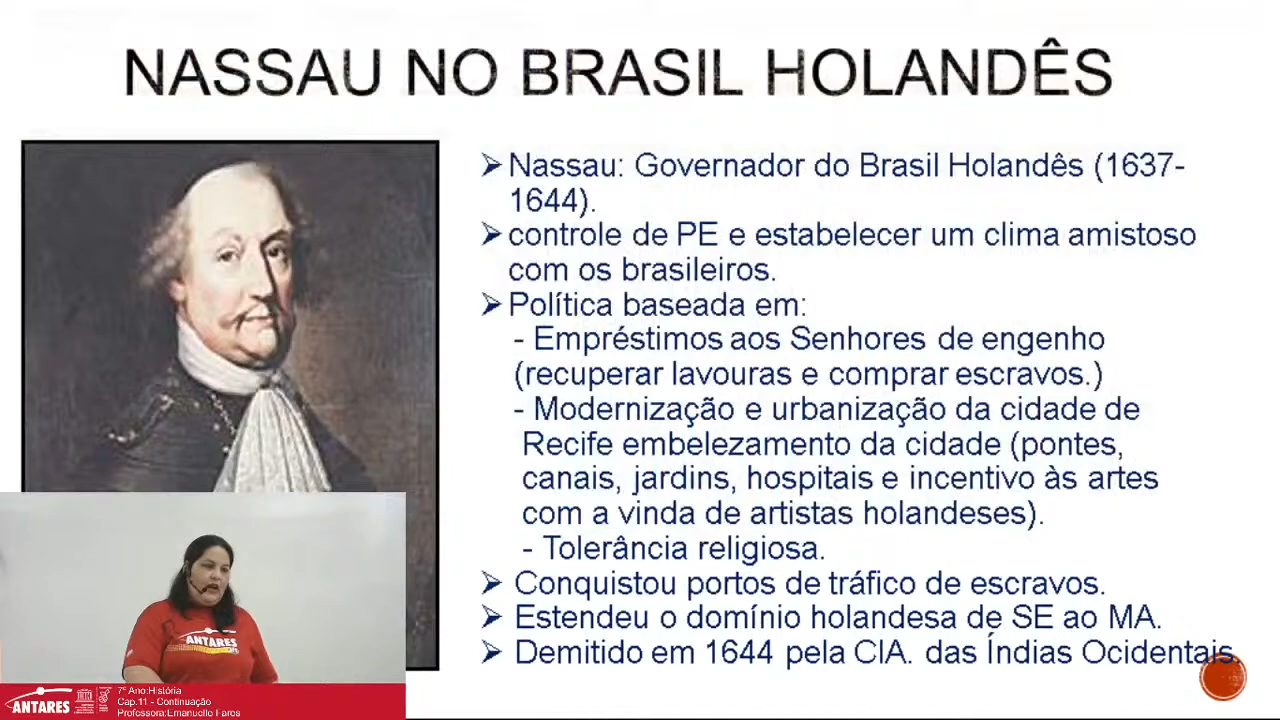 NASSAU NO BRASIL HOLANDÊS
➢ Nassau: Governador do Brasil Holandês (1637-
1644).
➢ controle de PE e estabelecer um clima amistoso
com os brasileiros.
➢ Política baseada em:
- Empréstimos aos Senhores de engenho
(recuperar lavouras e comprar escravos.)
- Modernização e urbanização da cidade de
Recife embelezamento da cidade (pontes,
canais, jardins, hospitais e incentivo às artes
com a vinda de artistas holandeses).
- Tolerância religiosa.
➢ Conquistou portos de tráfico de escravos.
➢ Estendeu o domínio holandesa de SE ao MA.
➢ Demitido em 1644 pela CIA. das Índias Ocidentais.
ANTARES
ANTARES
7º Ano:História
Cap.11 - Continuação
Professora:Emanuelle Fares